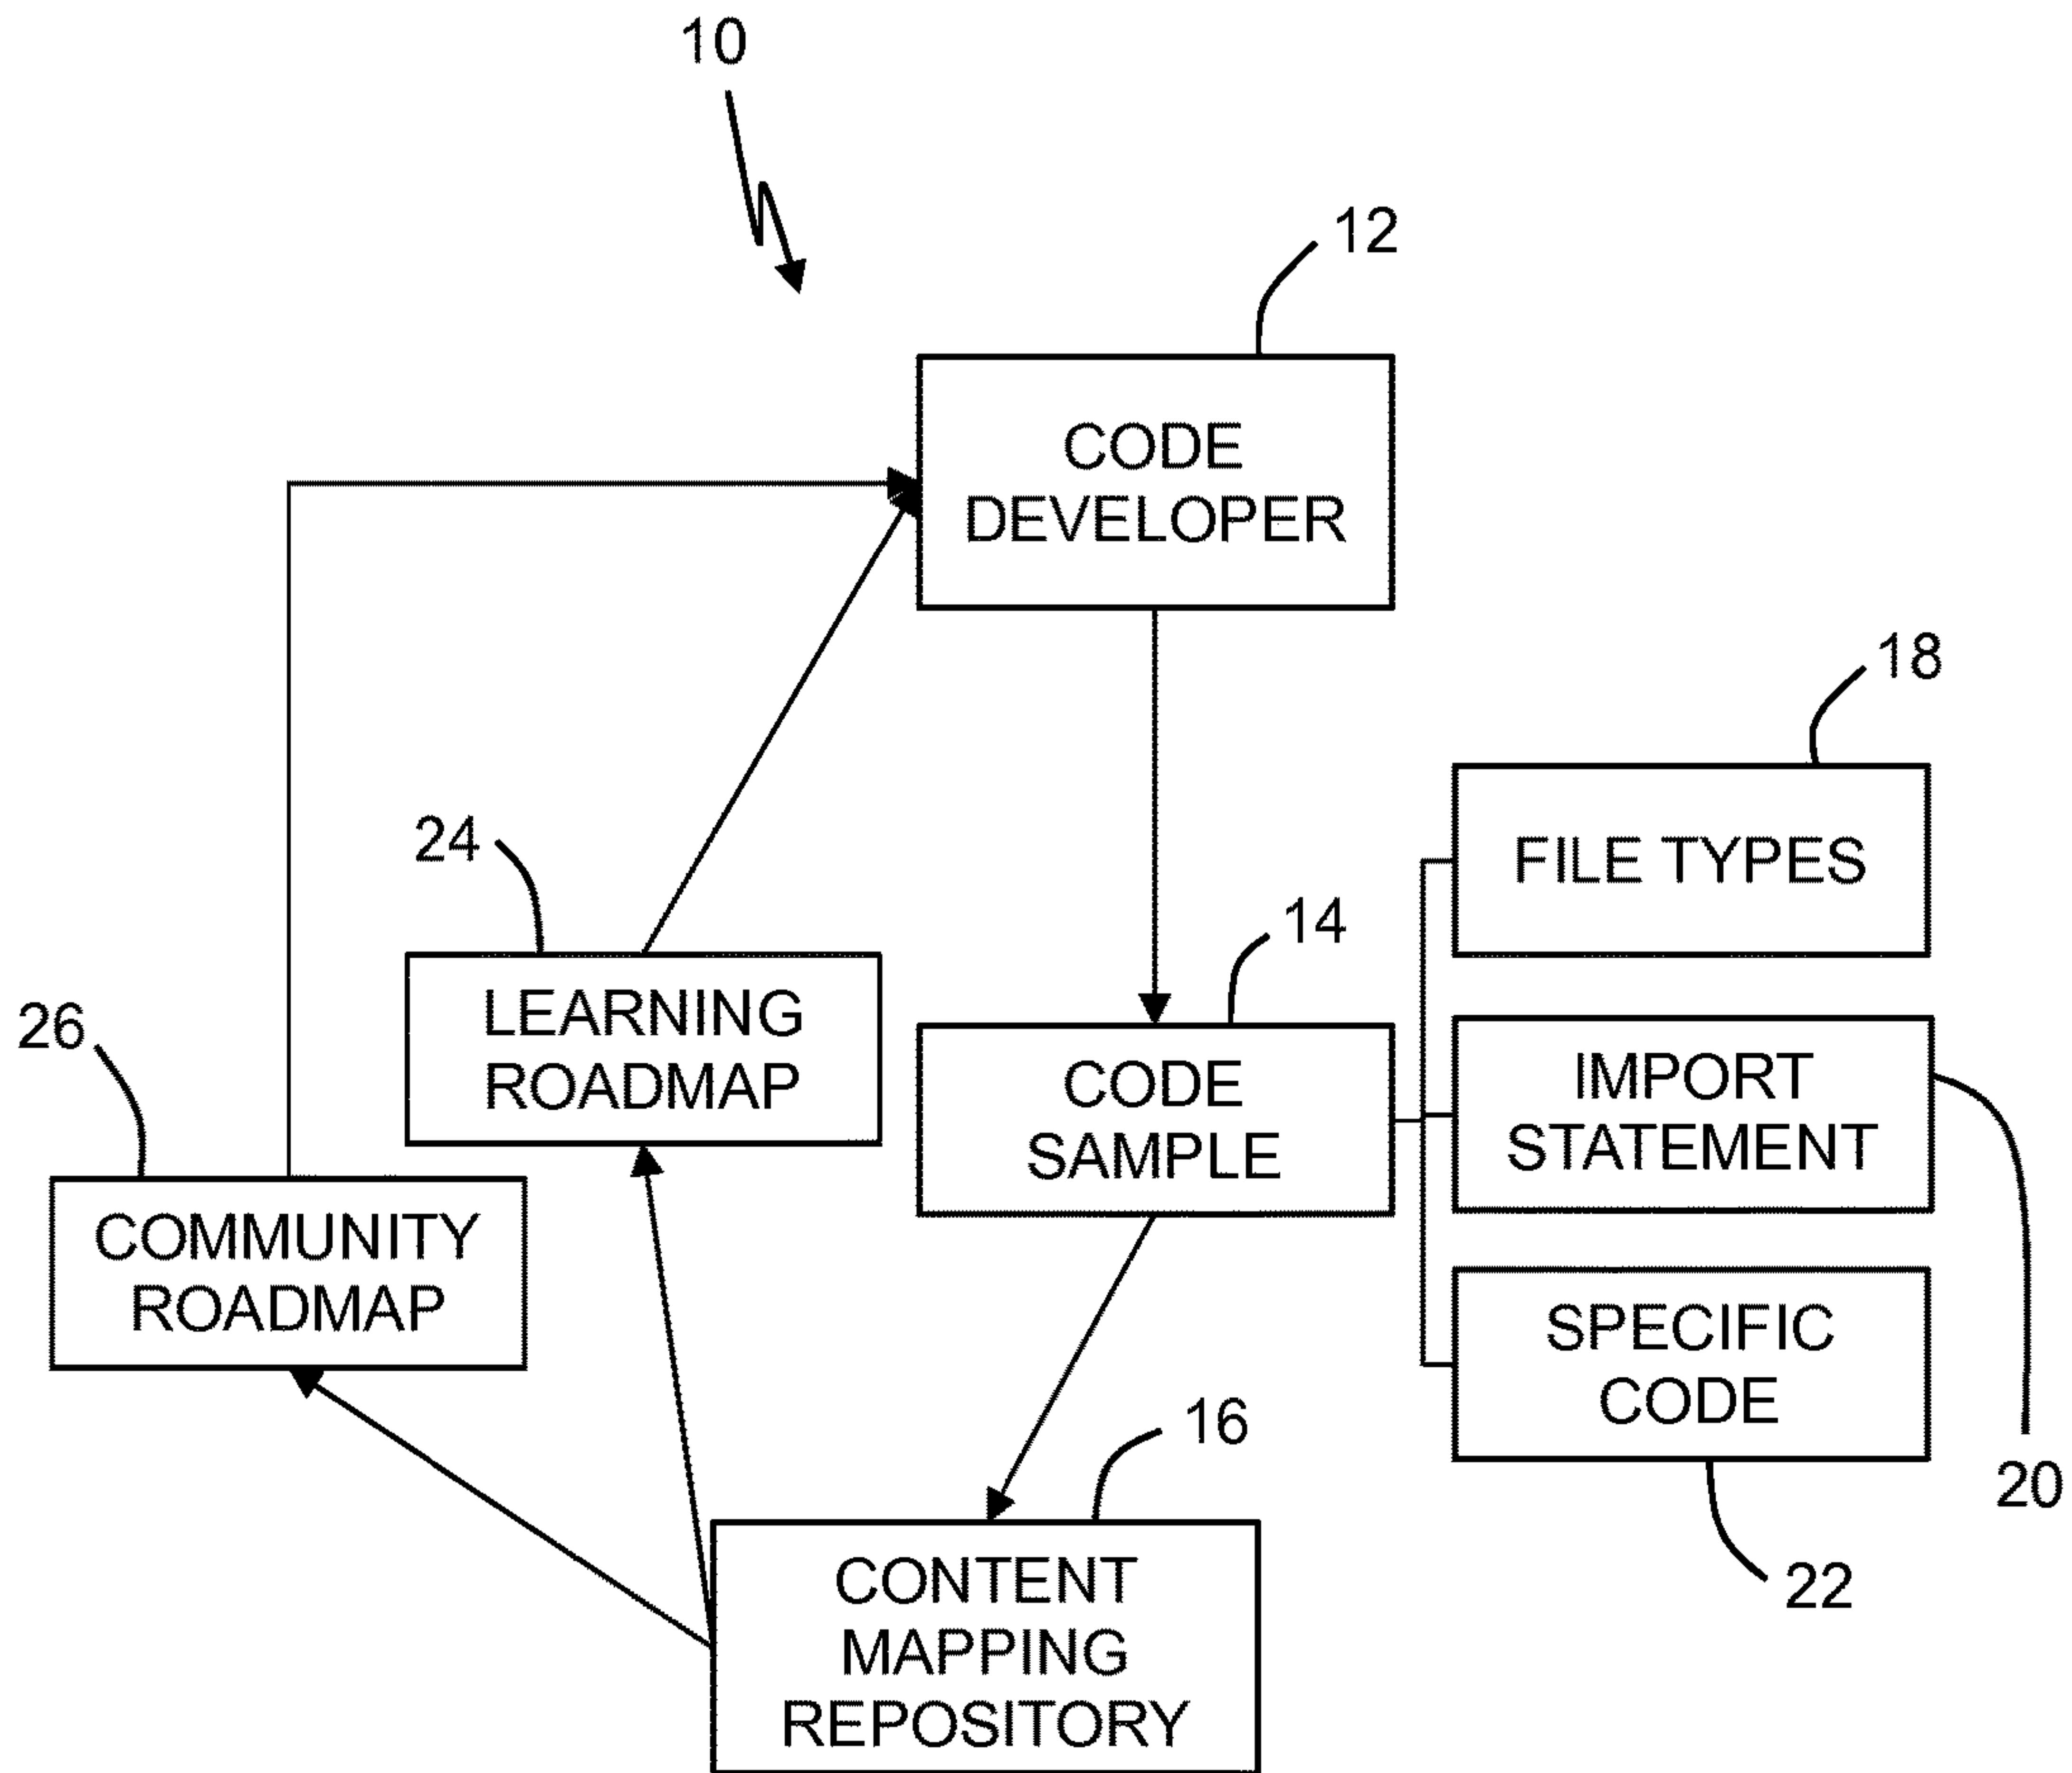 10
12
CODE
DEVELOPER
18
FILE TYPES
24
14
LEARNING
ROADMAP
26
CODE
SAMPLE
IMPORT
STATEMENT
COMMUNITY
ROADMAP
SPECIFIC
CODE
16
20
22
CONTENT
MAPPING
REPOSITORY